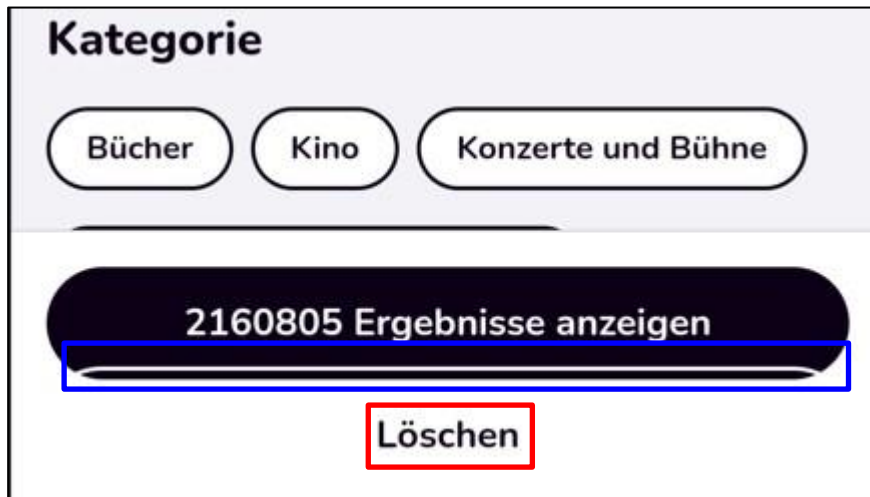 Kategorie
Bücher Kino Konzerte und Bühne
2160805 Ergebnisse anzeigen
Löschen